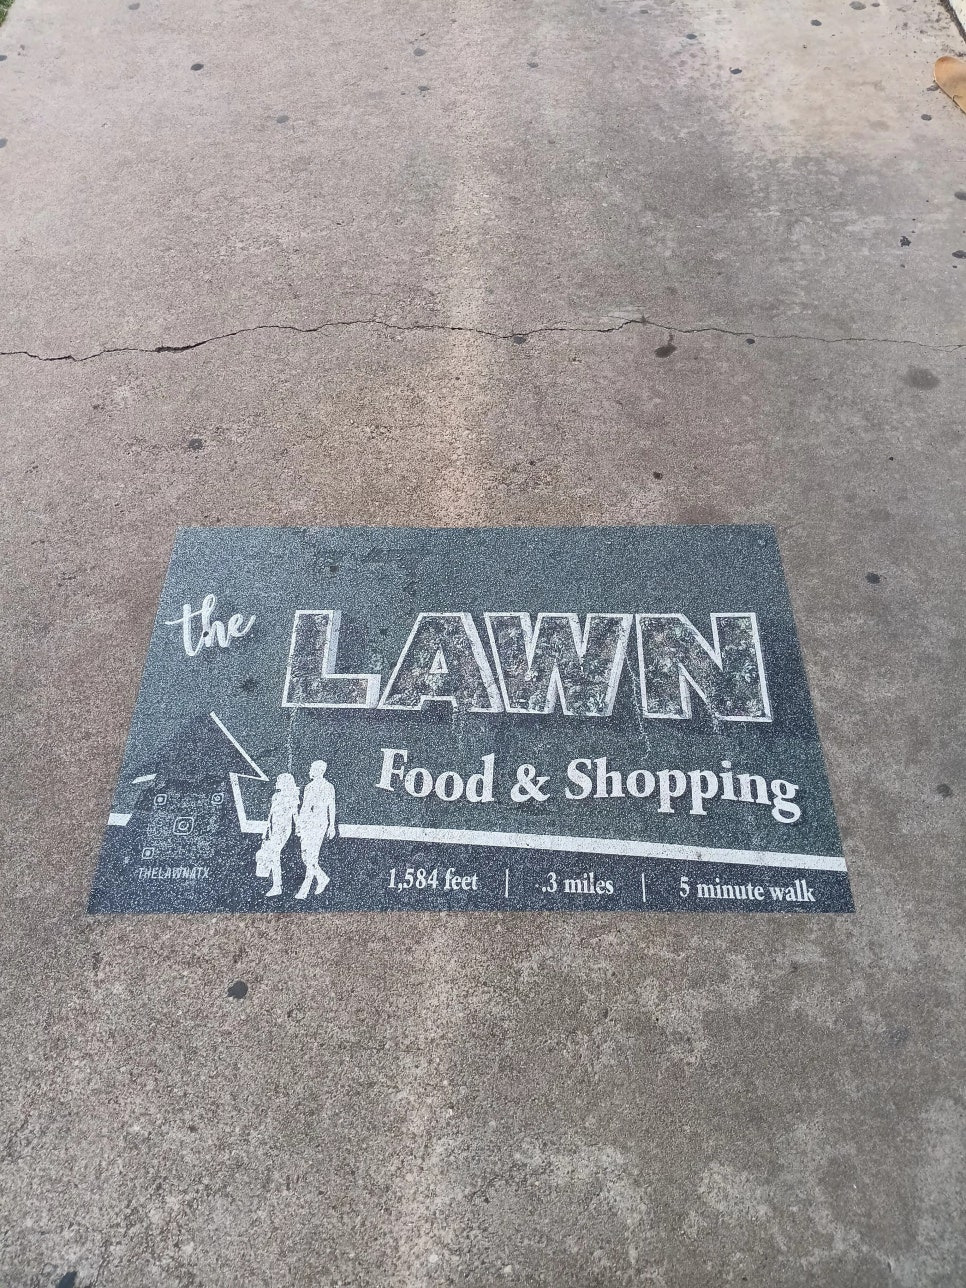 the LAWN
Food & Shopping
THELAWNATX
1,584 feet | .3 miles | 5 minute walk